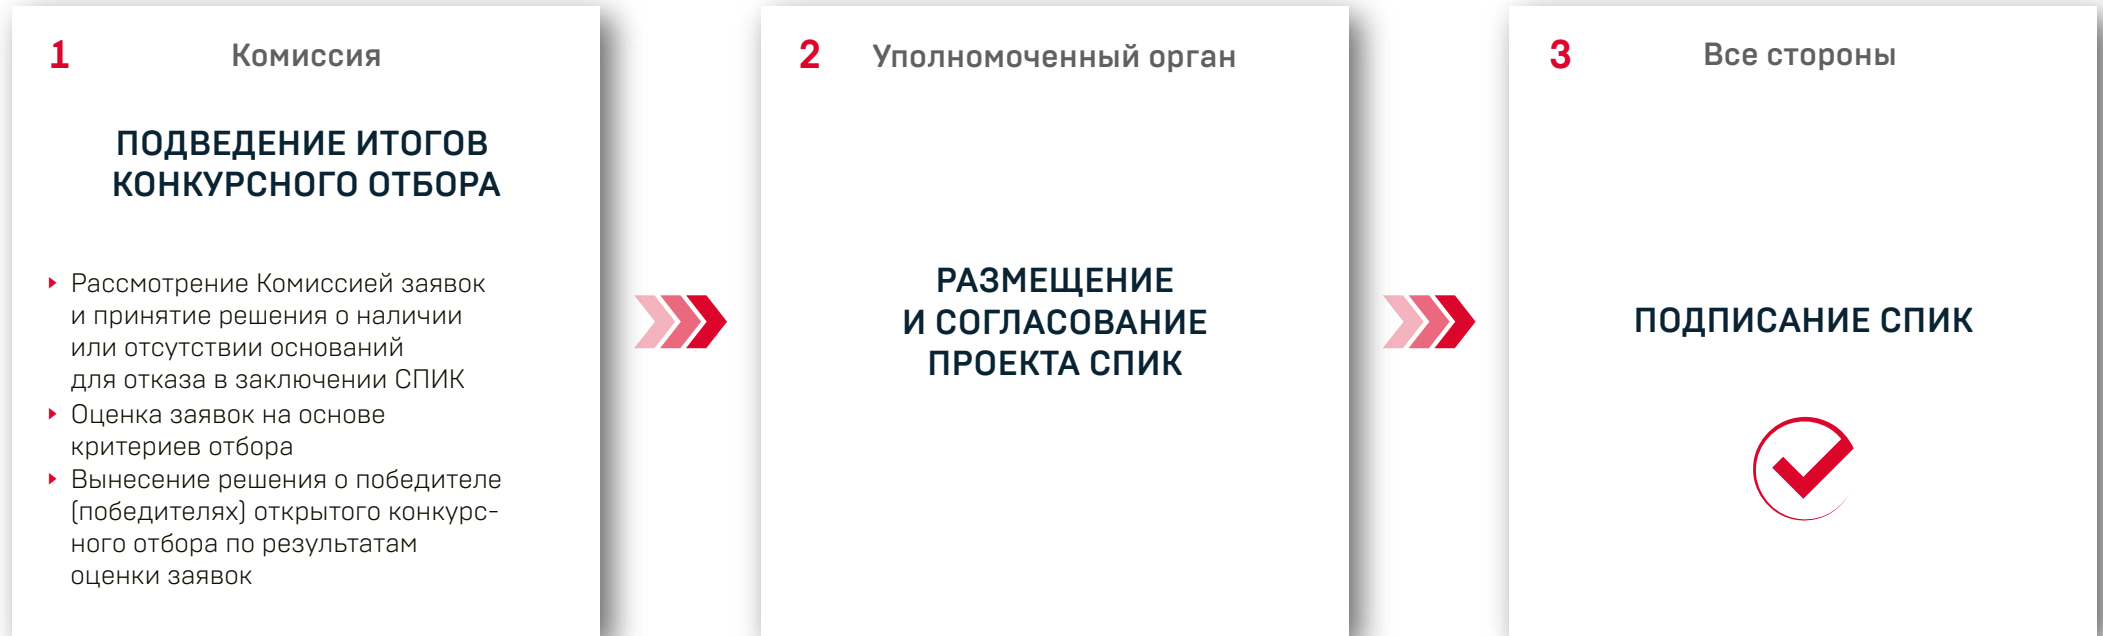 1
Комиссия
ПОДВЕДЕНИЕ ИТОГОВ
КОНКУРСНОГО ОТБОРА
Рассмотрение Комиссией заявок
и принятие решения о наличии
или отсутствии оснований
для отказа в заключении СПИК
Оценка заявок на основе
критериев отбора
Вынесение решения о победителе
(победителях) открытого конкурс-
ного отбора по результатам
оценки заявок
2
Уполномоченный орган
РАЗМЕЩЕНИЕ
И СОГЛАСОВАНИЕ
ПРОЕКТА СПИК
3
Все стороны
ПОДПИСАНИЕ СПИК